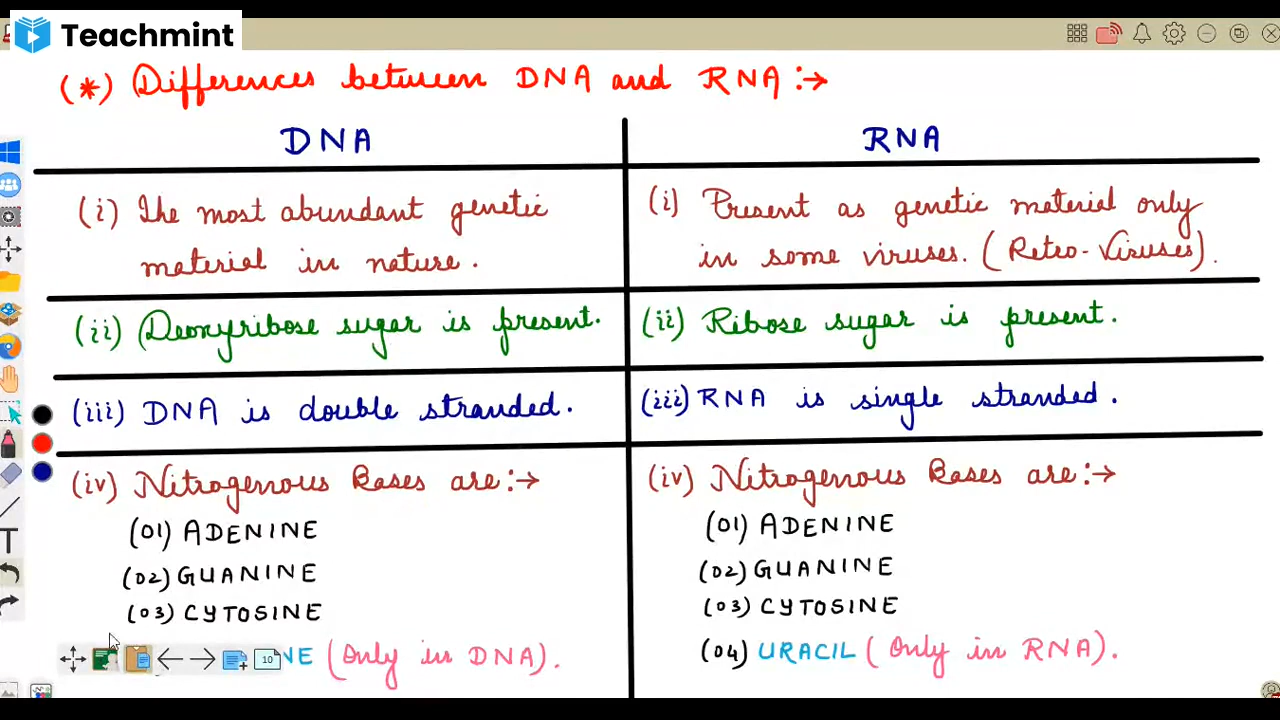 Teachmint
(*) Differences between DNA and RNA :→
DNA
RNA
(i) The most abundant genetic
material in nature.
(i) Present as genetic material only
in some viruses. (Retro-Viruses).
(ii) Deoxyribose sugar is present.
(ii) Ribose sugar is present.
(iii) DNA is double stranded.
(iii) RNA is single stranded.
(iv) Nitrogenous Bases are :→
(01) ADENINE
(02) GUANINE
(03) CYTOSINE
NE (Only in DNA).
(iv) Nitrogenous Bases are :→
(01) ADENINE
(02) GUANINE
(03) CYTOSINE
(04) URACIL (Only in RNA).
10
T